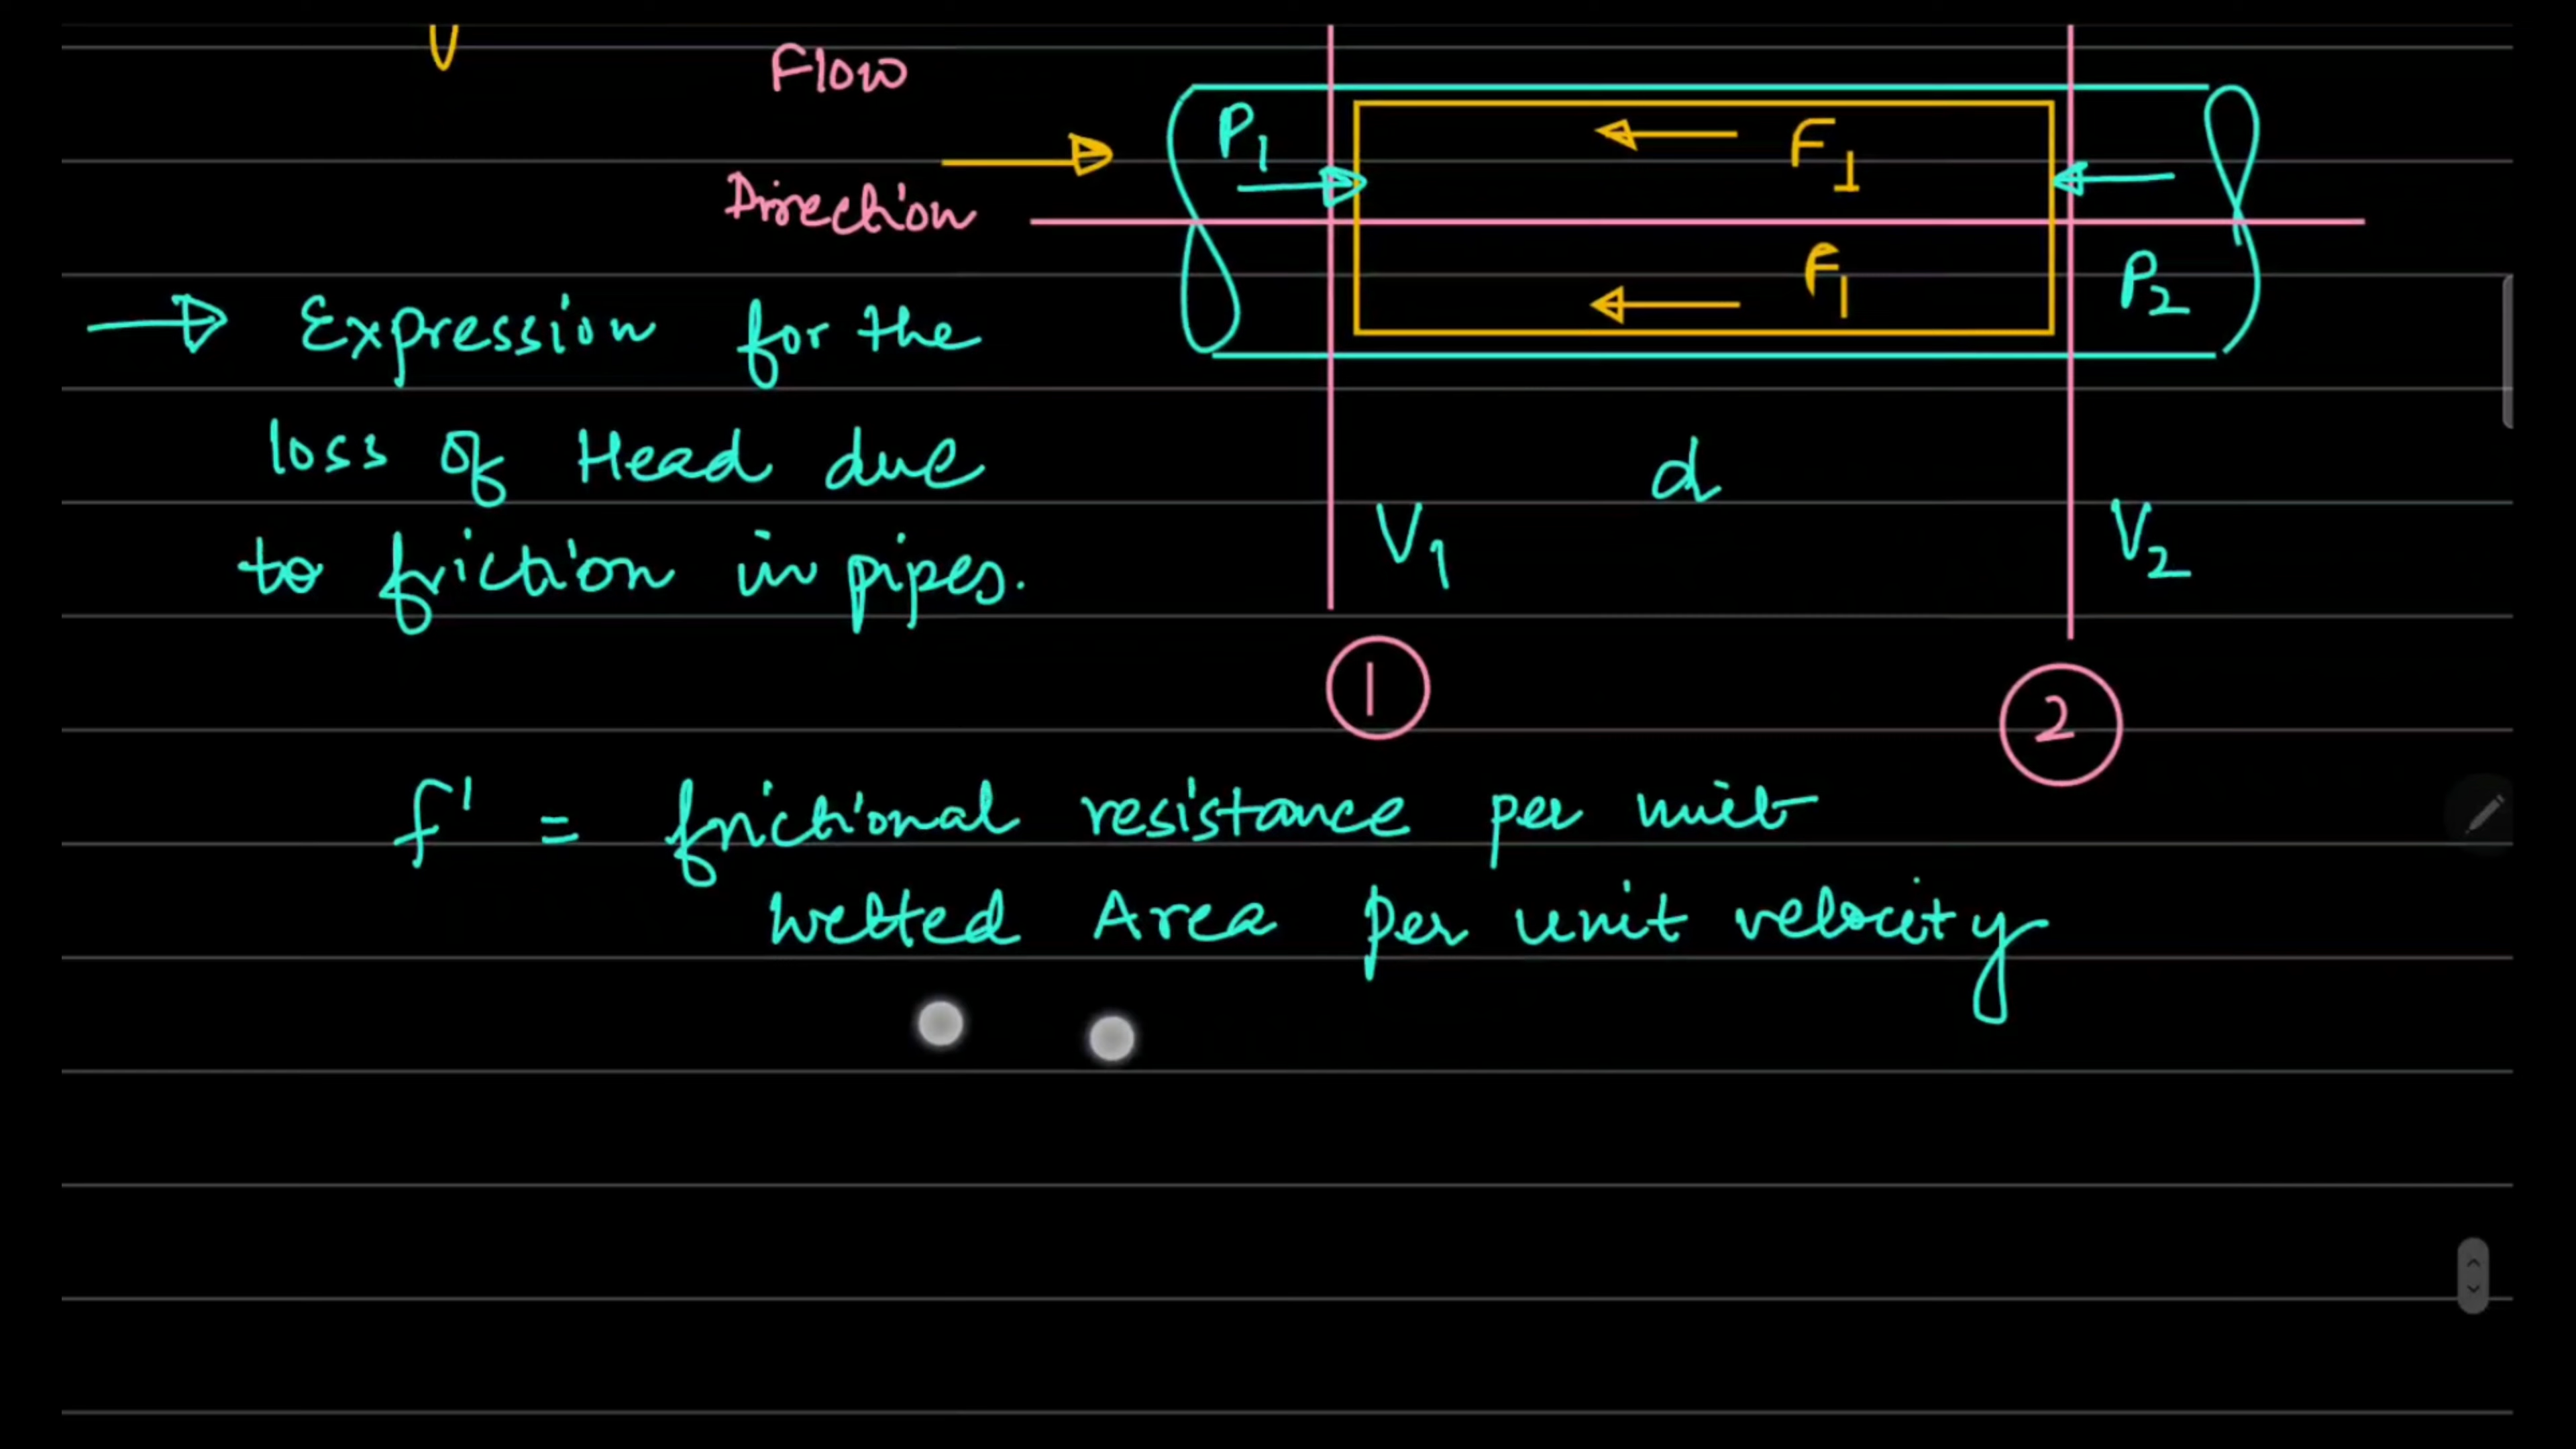 Flow
Direction
P1
F1
F1
P2
→ Expression for the
loss of Head due
to friction in pipes.
d
V1
V2
1
2
f' = frictional resistance per unit
wetted Area per unit velocity